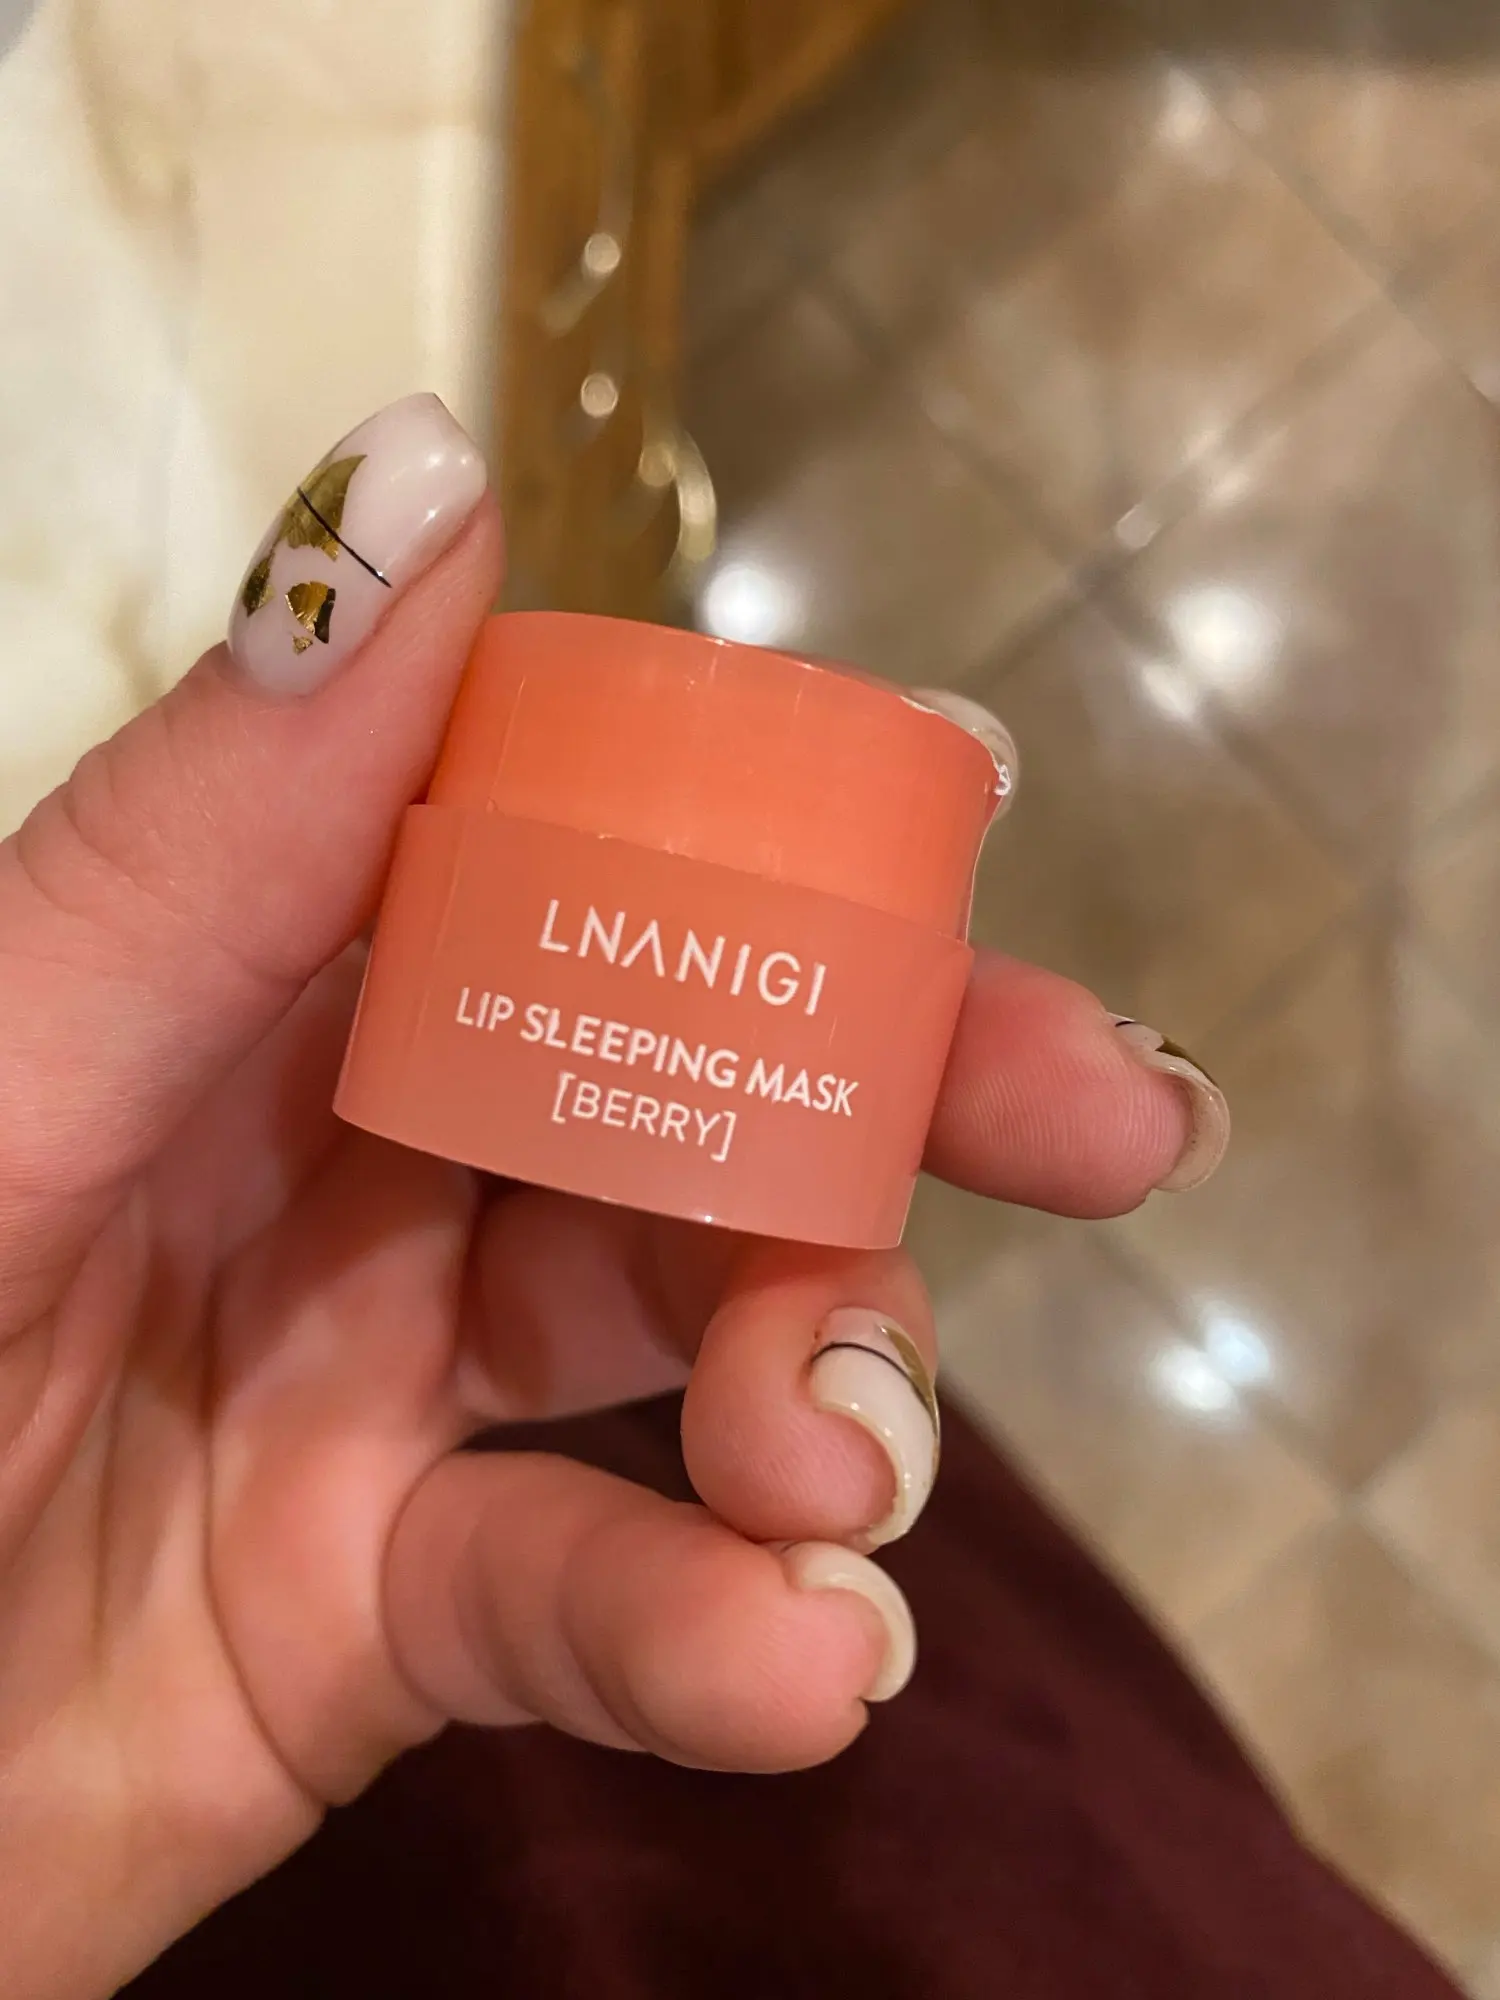 LNANIGI
LIP SLEEPING MASK
[BERRY]